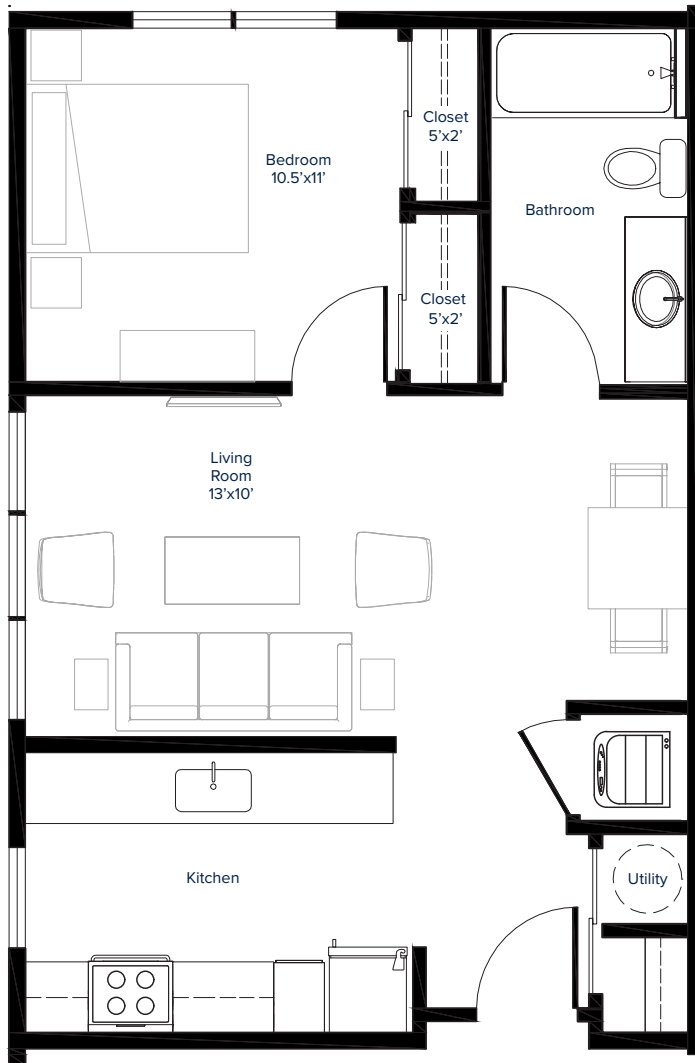 Closet
5’x2’
Bedroom
10.5’x11’
Bathroom
Closet
5’x2’
Living
Room
13’x10’
Kitchen
Utility